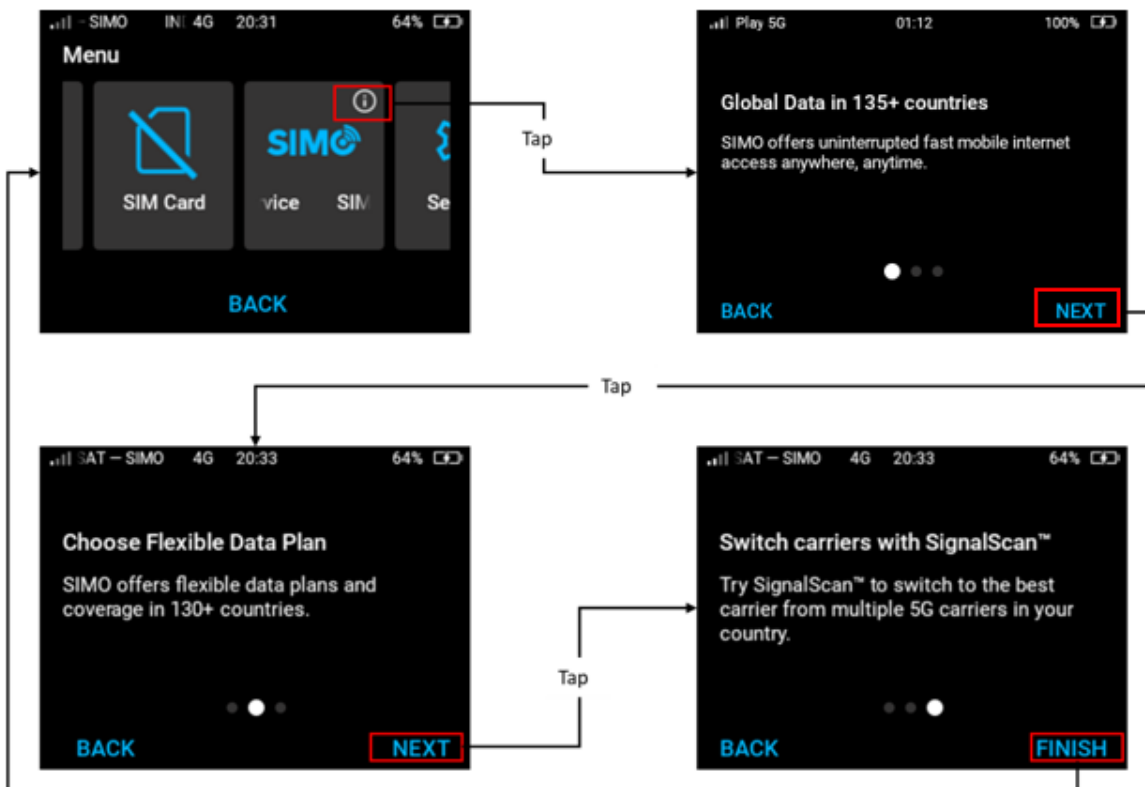 SIMO IN 4G 20:31 64%
Menu
SIM Card
SIMO
vice SIM
Se
BACK
Tap
Play 5G 01:12 100%
Global Data in 135+ countries
SIMO offers uninterrupted fast mobile internet
access anywhere, anytime.
BACK NEXT
Tap
SAT – SIMO 4G 20:33 64%
Choose Flexible Data Plan
SIMO offers flexible data plans and
coverage in 130+ countries.
BACK NEXT
Tap
SAT – SIMO 4G 20:33 64%
Switch carriers with SignalScan™
Try SignalScan™ to switch to the best
carrier from multiple 5G carriers in your
country.
BACK FINISH